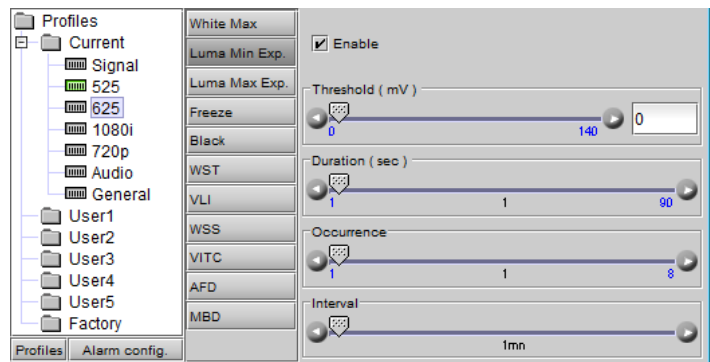 Profiles
Current
Signal
525
625
1080i
720p
Audio
General
User1
User2
User3
User4
User5
Factory
Profiles
Alarm config.
White Max
Luma Min Exp.
Luma Max Exp.
Freeze
Black
WST
VLI
WSS
VITC
AFD
MBD
Enable
Threshold ( mV )
0 140 0
Duration ( sec )
1 1 90
Occurrence
1 1 8
Interval
1mn